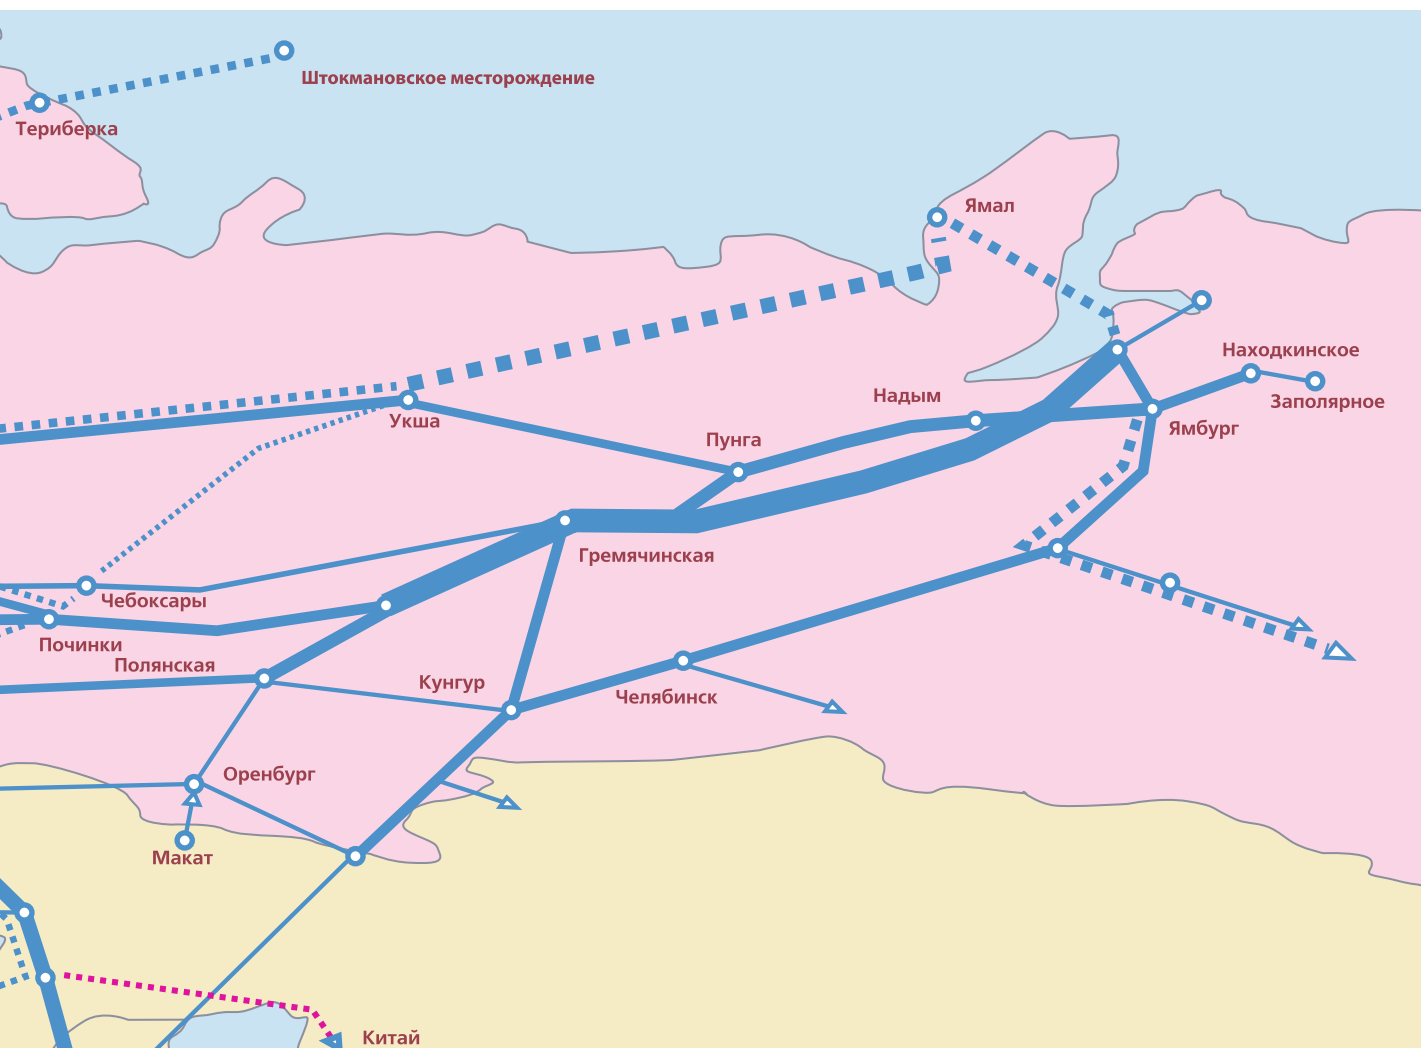 Штокмановское месторождение
Териберка
Ямал
Находкинское
Надым
Заполярное
Укша
Ямбург
Пунга
Гремячинская
Чебоксары
Починки
Полянская
Кунгур
Челябинск
Оренбург
Макат
Китай